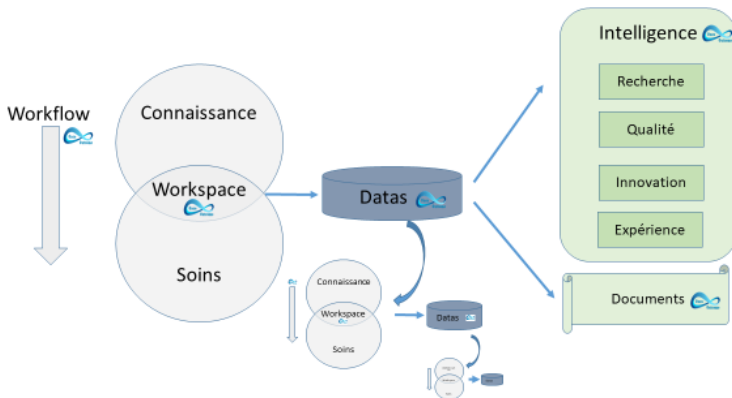 Intelligence
Recherche
Qualité
Innovation
Expérience
Workflow
Connaissance
Workspace
Soins
Datas
Documents
Connaissance
Workspace
Soins
Datas